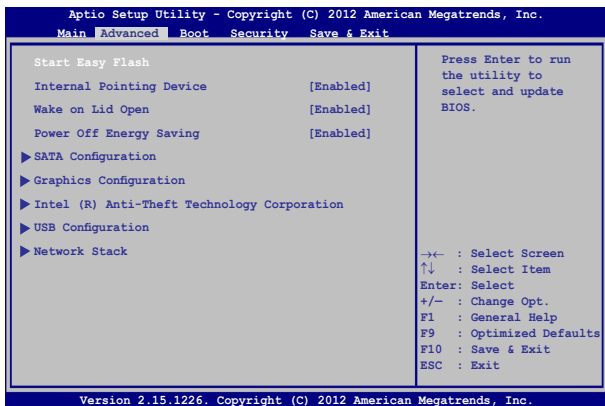 Aptio Setup Utility - Copyright (C) 2012 American Megatrends, Inc.
Main Advanced Boot Security Save & Exit
Start Easy Flash
Internal Pointing Device [Enabled]
Wake on Lid Open [Enabled]
Power Off Energy Saving [Enabled]
▶ SATA Configuration
▶ Graphics Configuration
▶ Intel (R) Anti-Theft Technology Corporation
▶ USB Configuration
▶ Network Stack
Press Enter to run
the utility to
select and update
BIOS.
→← : Select Screen
↑↓ : Select Item
Enter: Select
+/— : Change Opt.
F1 : General Help
F9 : Optimized Defaults
F10 : Save & Exit
ESC : Exit
Version 2.15.1226. Copyright (C) 2012 American Megatrends, Inc.